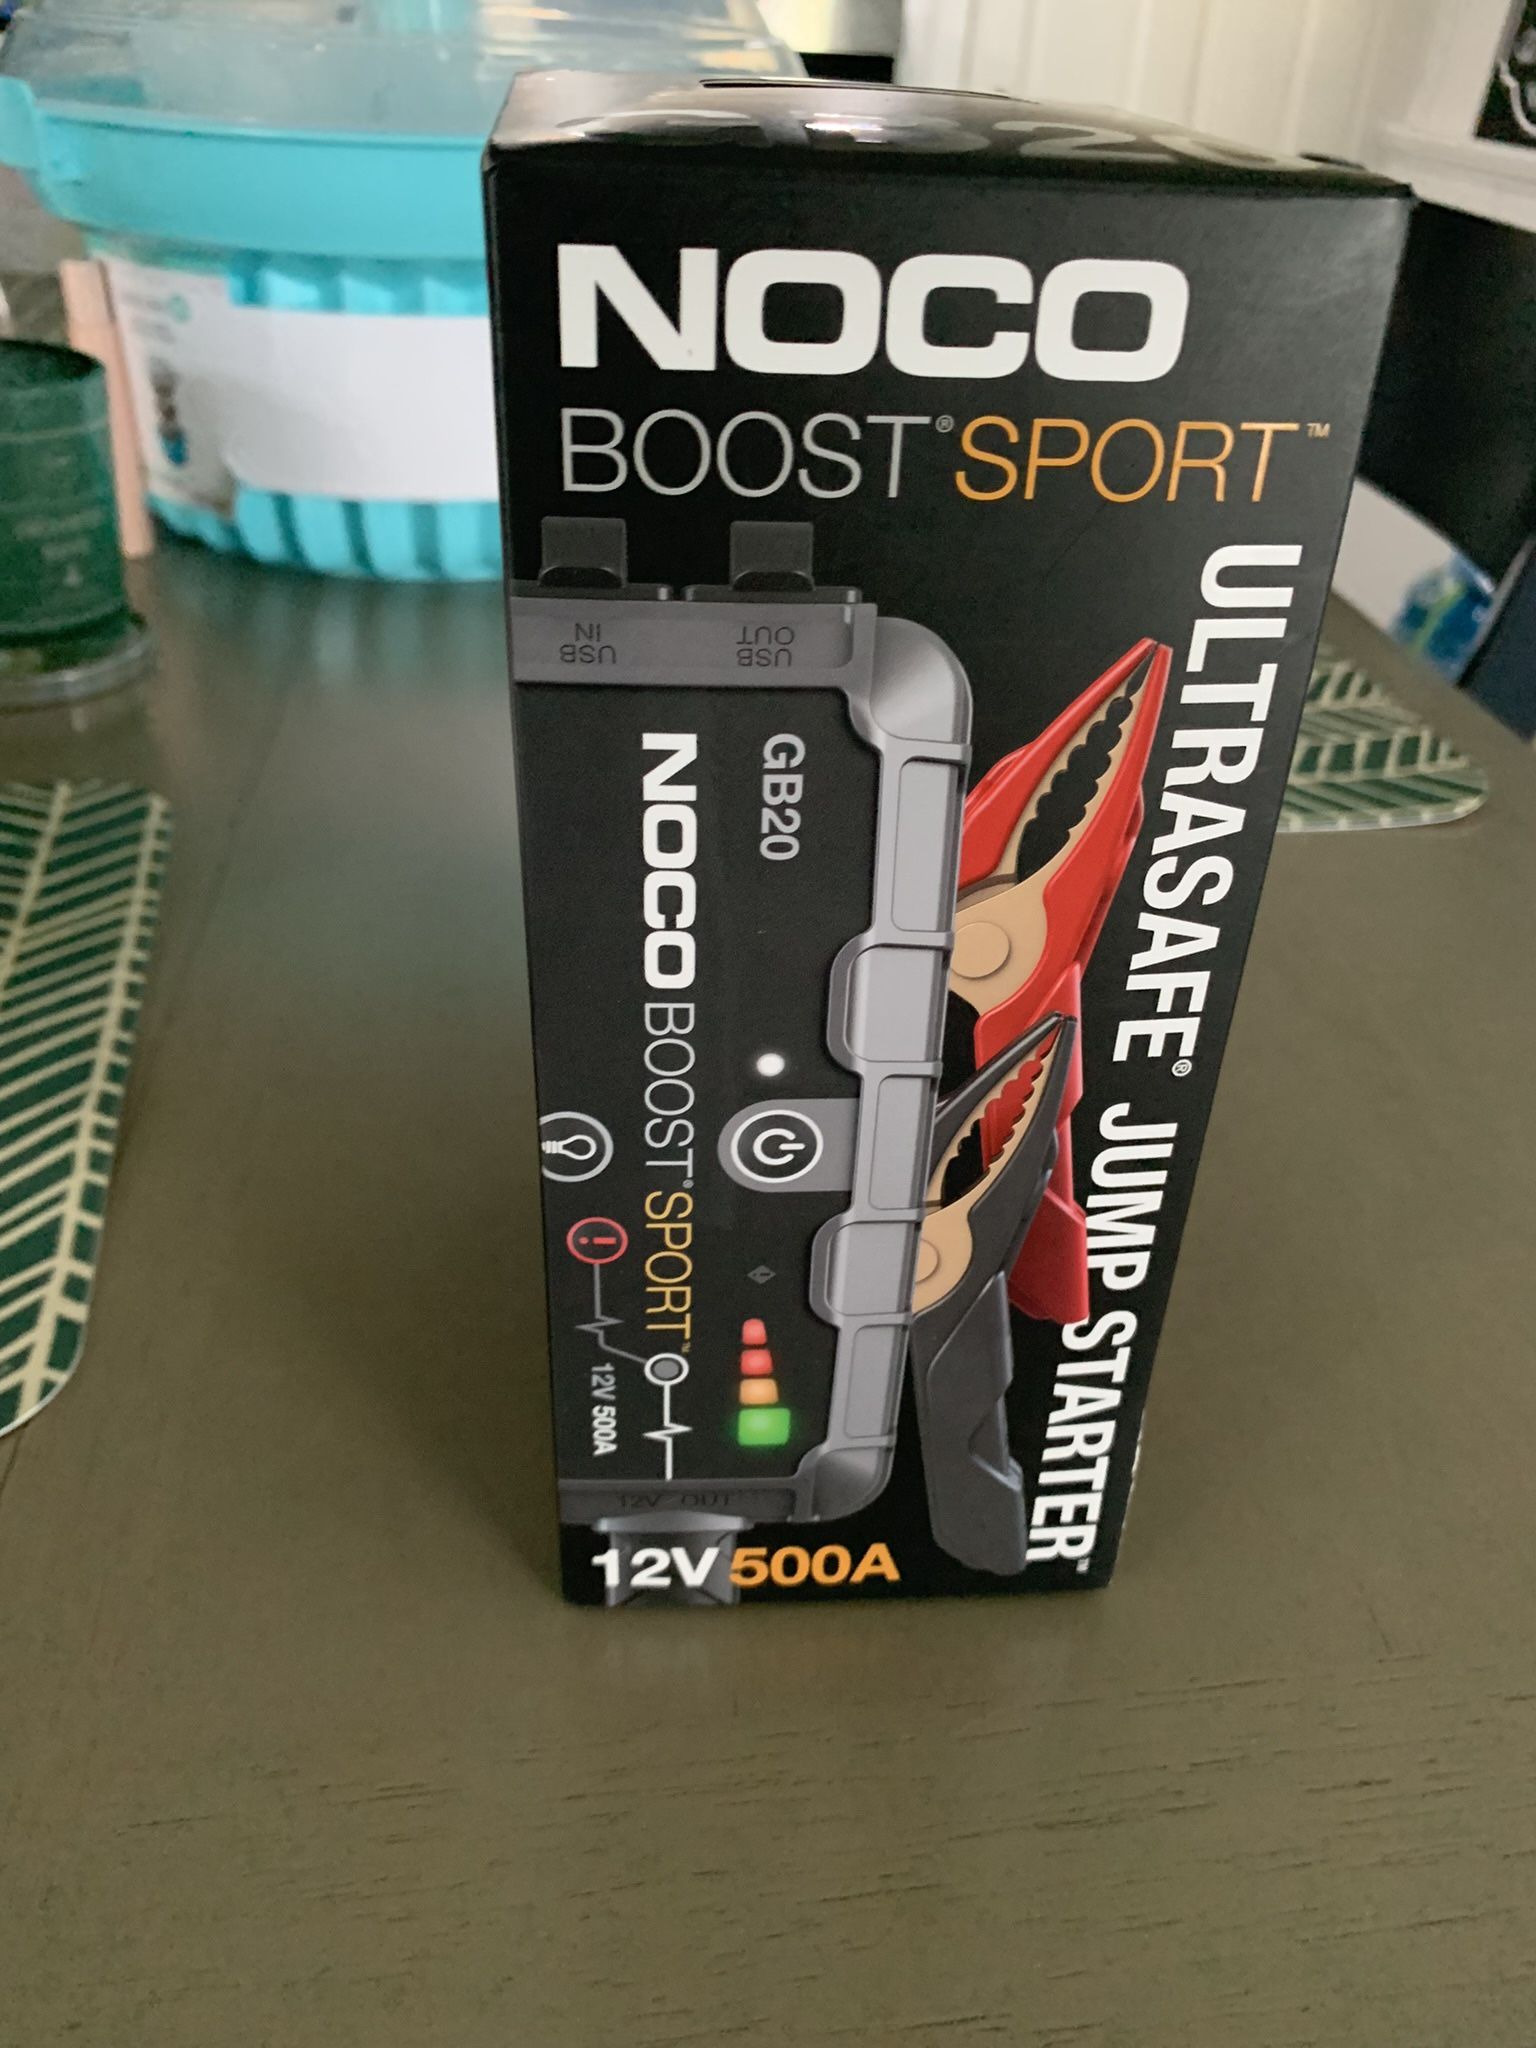 NOCO
BOOST® SPORT™
ULTRASAFE® JUMP STARTER™
USB IN
USB OUT
GB20
NOCO BOOST® SPORT™
12V 500A
12V OUT
12V 500A